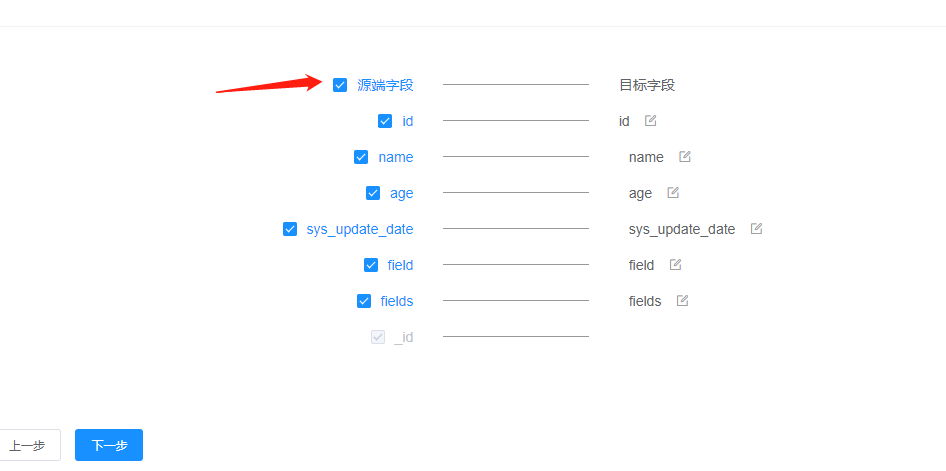 源端字段 目标字段
id id
name name
age age
sys_update_date sys_update_date
field field
fields fields
_id
上一步 下一步